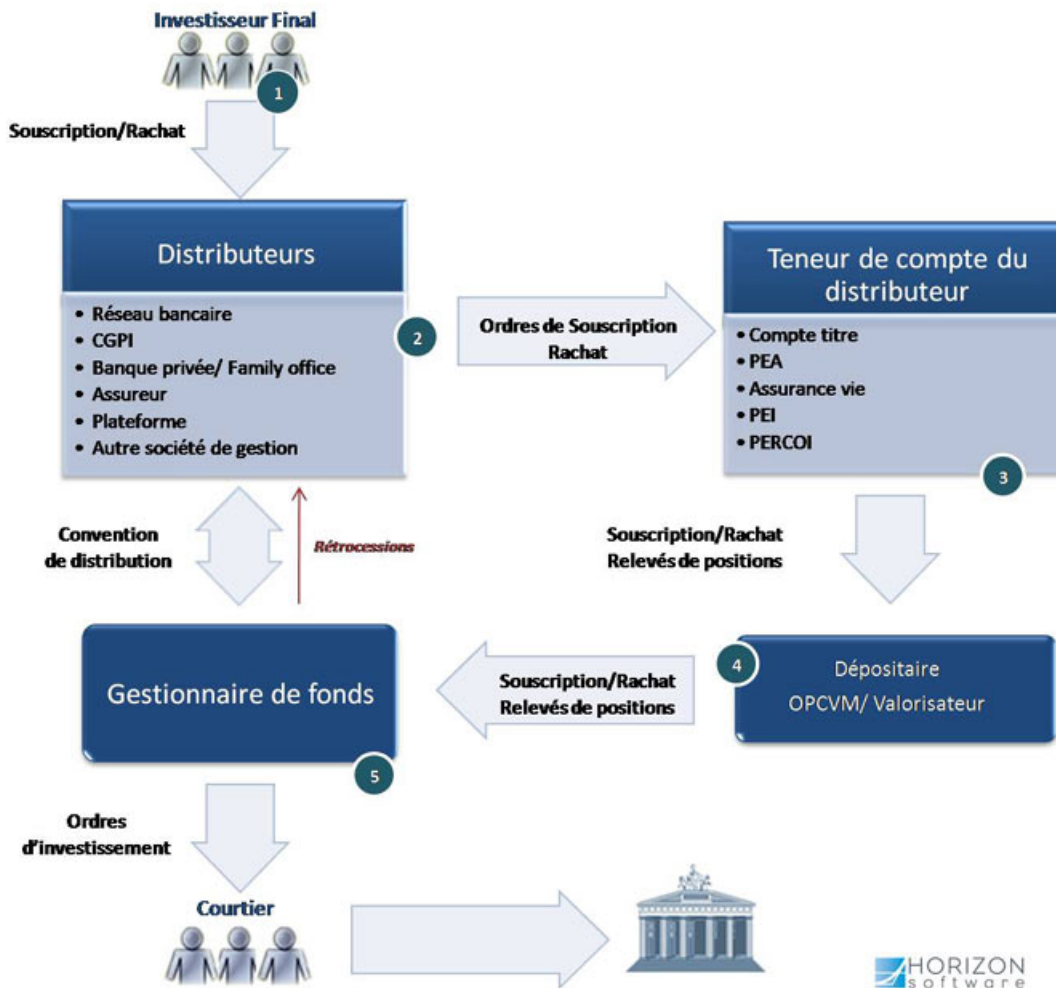 Investisseur Final
1
Souscription/Rachat
Distributeurs
• Réseau bancaire
• CGPI
• Banque privée/ Family office
• Assureur
• Plateforme
• Autre société de gestion
2
Ordres de Souscription
Rachat
Teneur de compte du
distributeur
• Compte titre
• PEA
• Assurance vie
• PEI
• PERCOI
3
Convention
de distribution
Rétrocessions
Souscription/Rachat
Relevés de positions
Gestionnaire de fonds
5
Souscription/Rachat
Relevés de positions
4
Dépositaire
OPCVM/ Valorisateur
Ordres
d'investissement
Courtier
HORIZON
software